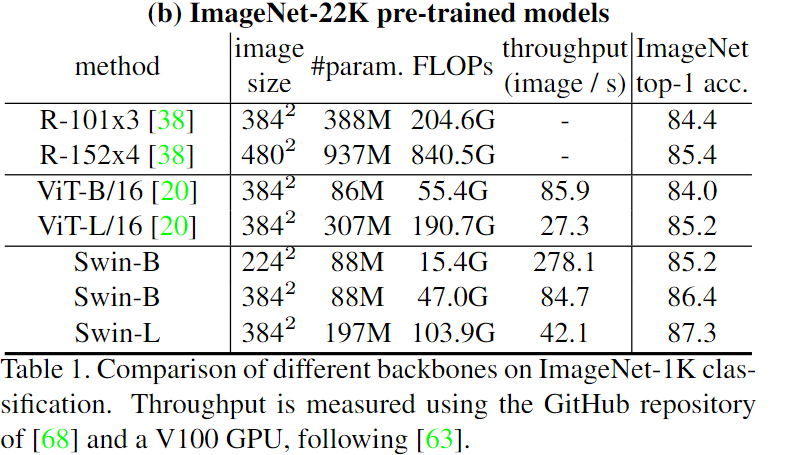 (b) ImageNet-22K pre-trained models
method image size #param. FLOPs throughput (image / s) ImageNet top-1 acc.
R-101x3 [38] 384² 388M 204.6G - 84.4
R-152x4 [38] 480² 937M 840.5G - 85.4
ViT-B/16 [20] 384² 86M 55.4G 85.9 84.0
ViT-L/16 [20] 384² 307M 190.7G 27.3 85.2
Swin-B 224² 88M 15.4G 278.1 85.2
Swin-B 384² 88M 47.0G 84.7 86.4
Swin-L 384² 197M 103.9G 42.1 87.3
Table 1. Comparison of different backbones on ImageNet-1K clas-
sification. Throughput is measured using the GitHub repository
of [68] and a V100 GPU, following [63].